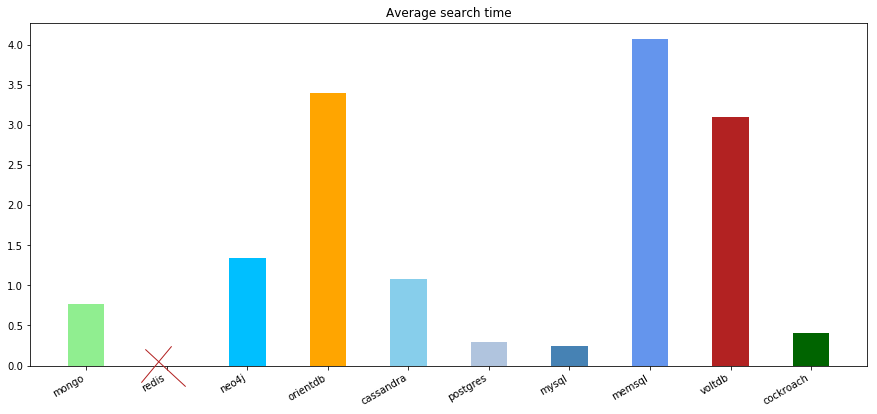 Average search time
4.0
3.5
3.0
2.5
2.0
1.5
1.0
0.5
0.0
mongo
redis
neo4j
orientdb
cassandra
postgres
mysql
memsql
voltdb
cockroach